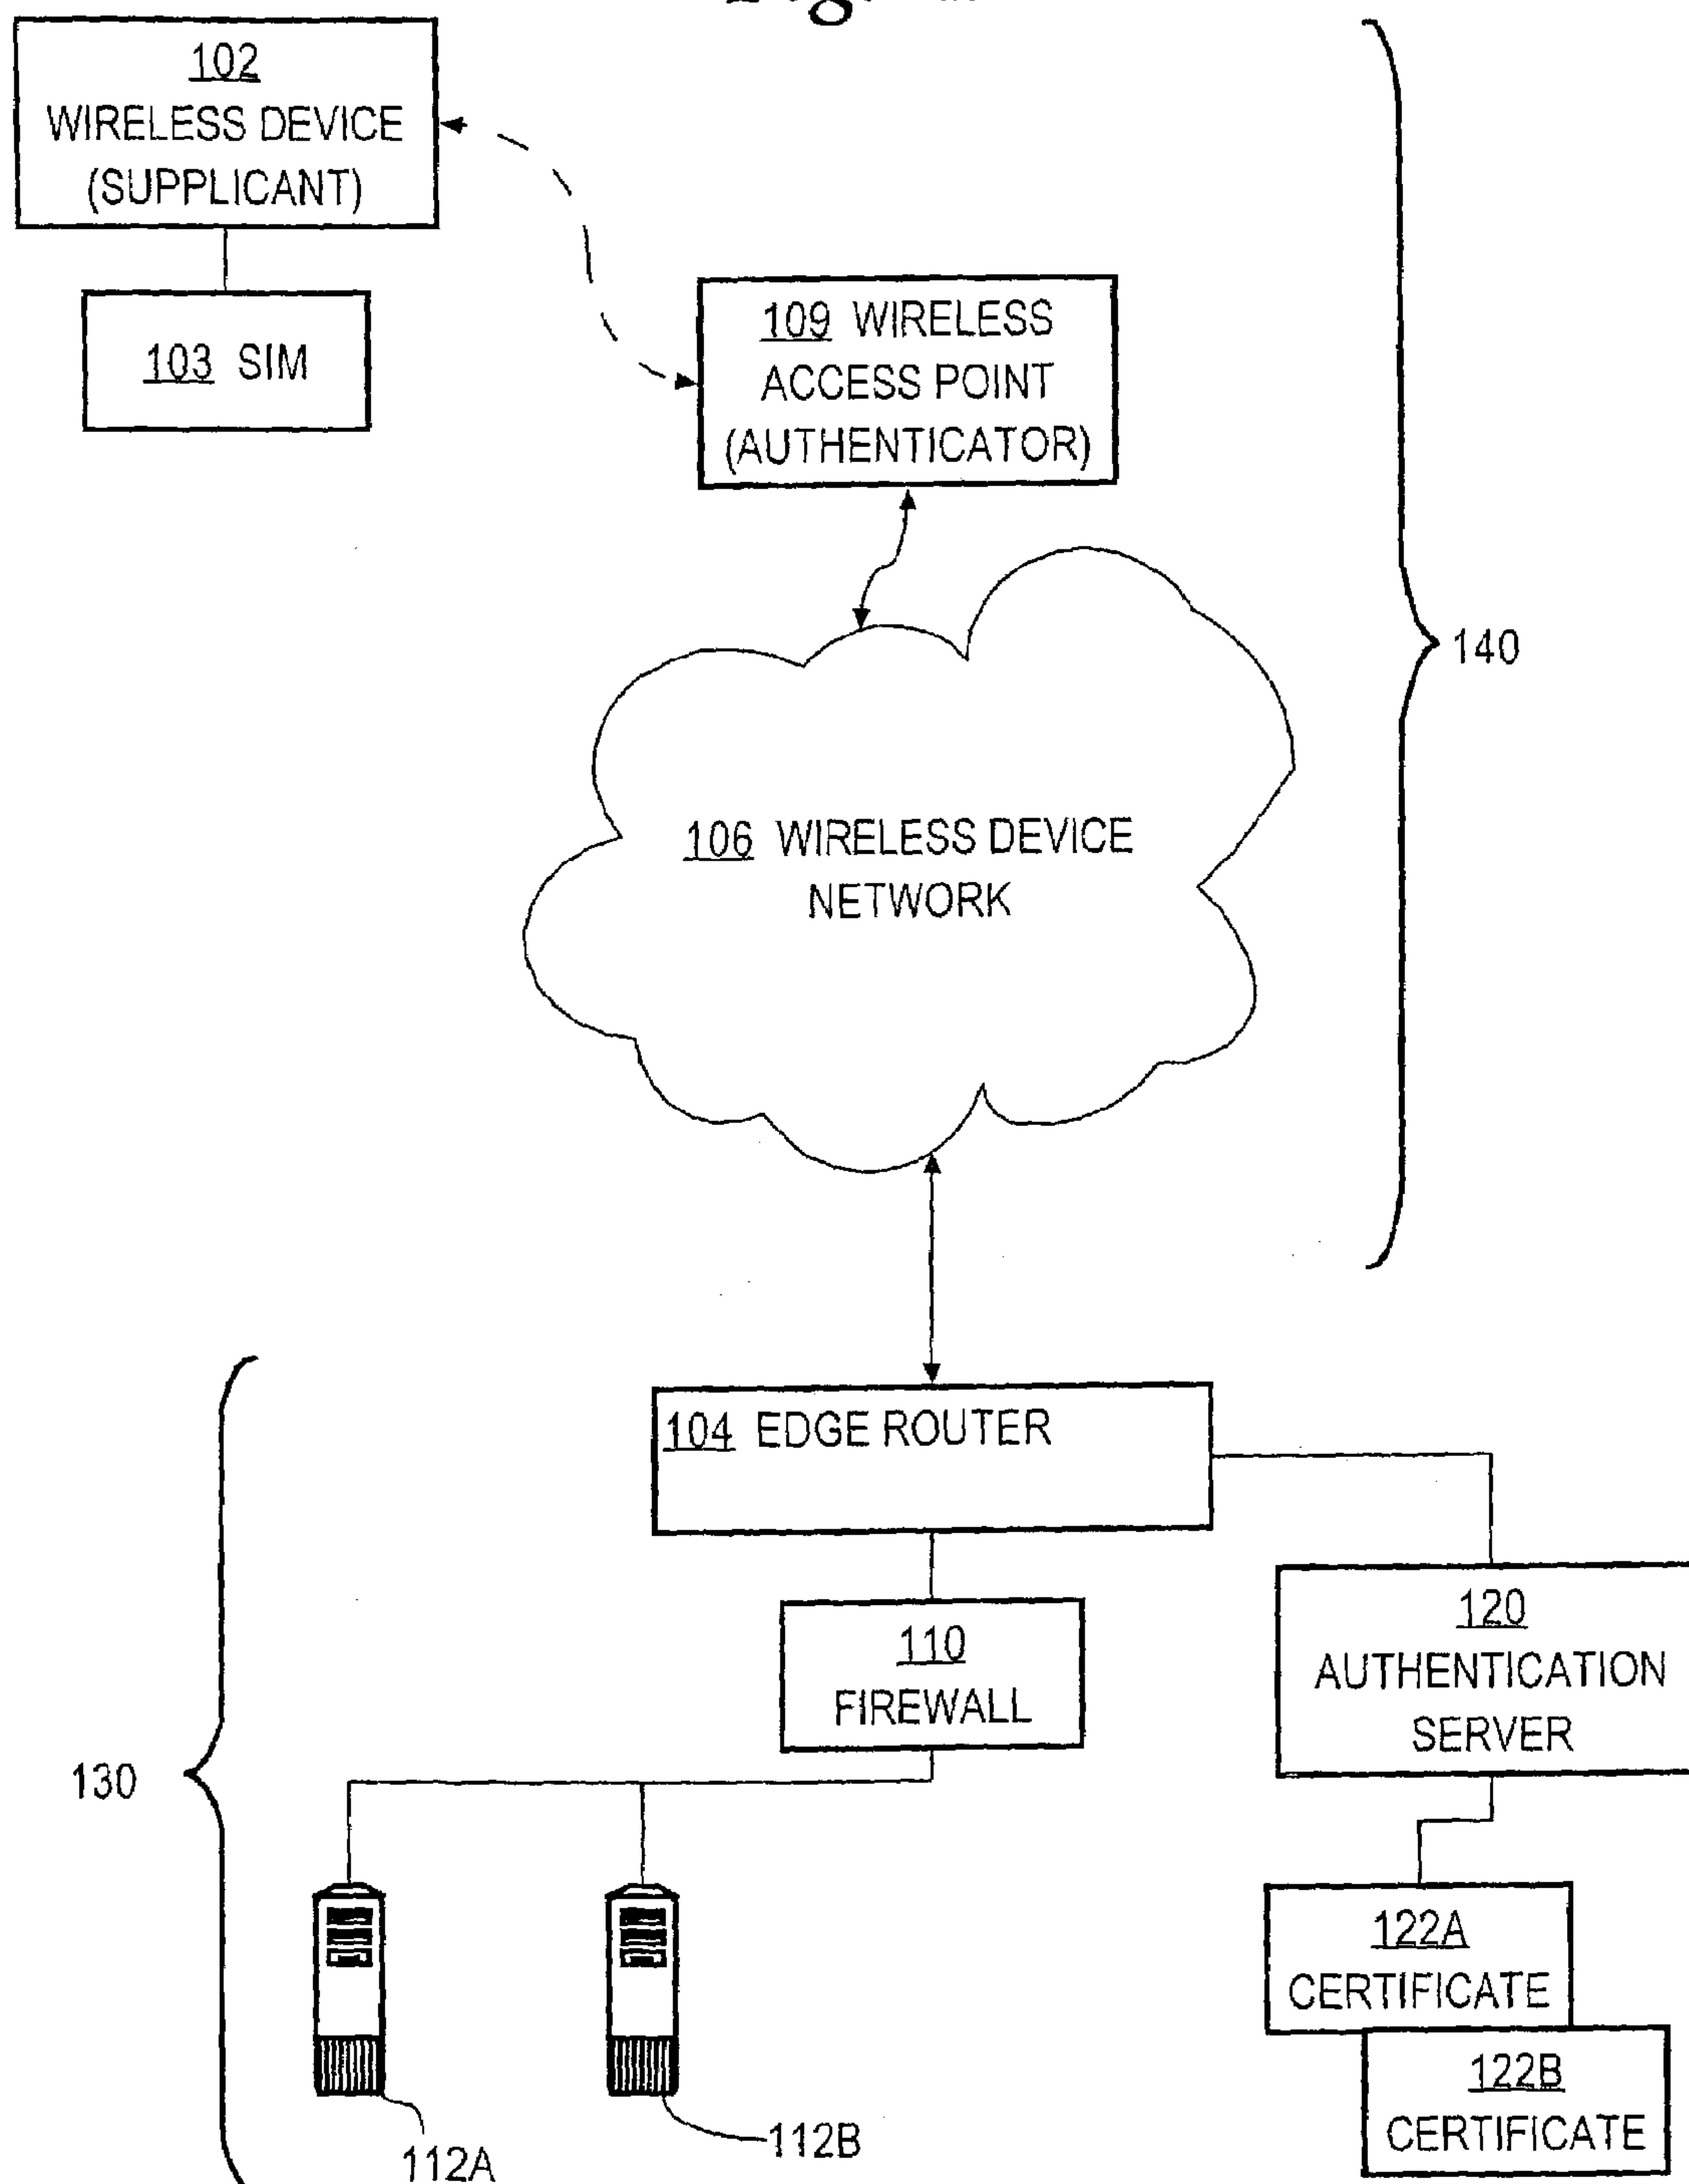 102
WIRELESS DEVICE
(SUPPLICANT)
103 SIM
109 WIRELESS
ACCESS POINT
(AUTHENTICATOR)
140
106 WIRELESS DEVICE
NETWORK
104 EDGE ROUTER
110
FIREWALL
120
AUTHENTICATION
SERVER
130
122A
CERTIFICATE
122B
CERTIFICATE
112A
112B